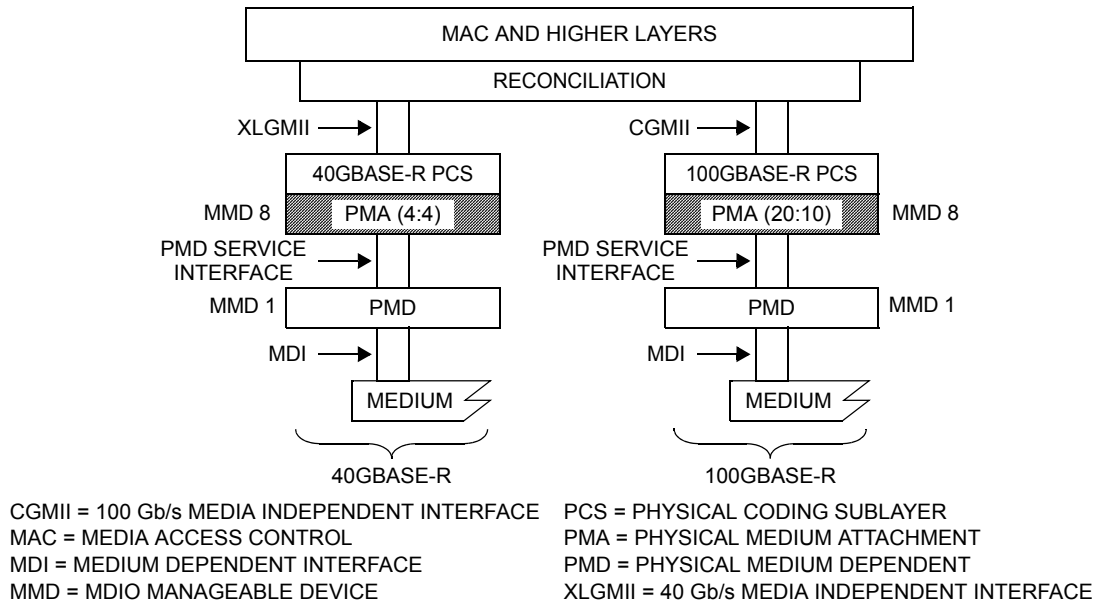 MAC AND HIGHER LAYERS
RECONCILIATION
XLGMII
CGMII
40GBASE-R PCS
100GBASE-R PCS
MMD 8
PMA (4:4)
PMA (20:10)
MMD 8
PMD SERVICE
INTERFACE
PMD SERVICE
INTERFACE
MMD 1
PMD
PMD
MMD 1
MDI
MDI
MEDIUM
MEDIUM
40GBASE-R
100GBASE-R
CGMII = 100 Gb/s MEDIA INDEPENDENT INTERFACE
MAC = MEDIA ACCESS CONTROL
MDI = MEDIUM DEPENDENT INTERFACE
MMD = MDIO MANAGEABLE DEVICE
PCS = PHYSICAL CODING SUBLAYER
PMA = PHYSICAL MEDIUM ATTACHMENT
PMD = PHYSICAL MEDIUM DEPENDENT
XLGMII = 40 Gb/s MEDIA INDEPENDENT INTERFACE